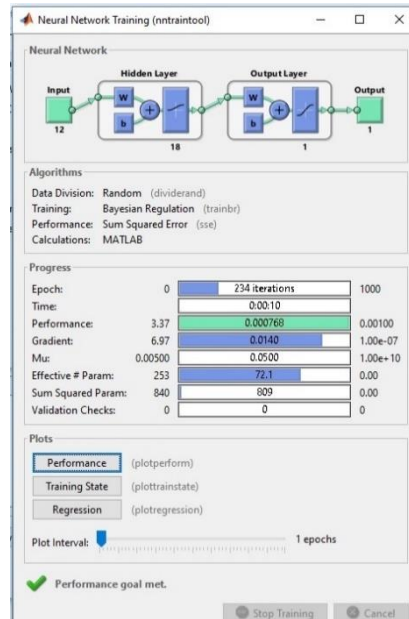 Neural Network Training (nntraintool)
Neural Network
Hidden Layer Output Layer
Input Output
W W
b b
12 18 1 1
Algorithms
Data Division: Random (dividerand)
Training: Bayesian Regulation (trainbr)
Performance: Sum Squared Error (sse)
Calculations: MATLAB
Progress
Epoch: 0 234 iterations 1000
Time: 0:00:10
Performance: 3.37 0.000768 0.00100
Gradient: 6.97 0.0140 1.00e-07
Mu: 0.00500 0.0500 1.00e+10
Effective # Param: 253 72.1 0.00
Sum Squared Param: 840 809 0.00
Validation Checks: 0 0 0
Plots
Performance (plotperform)
Training State (plottrainstate)
Regression (plotregression)
Plot Interval: 1 epochs
Performance goal met.
Stop Training Cancel